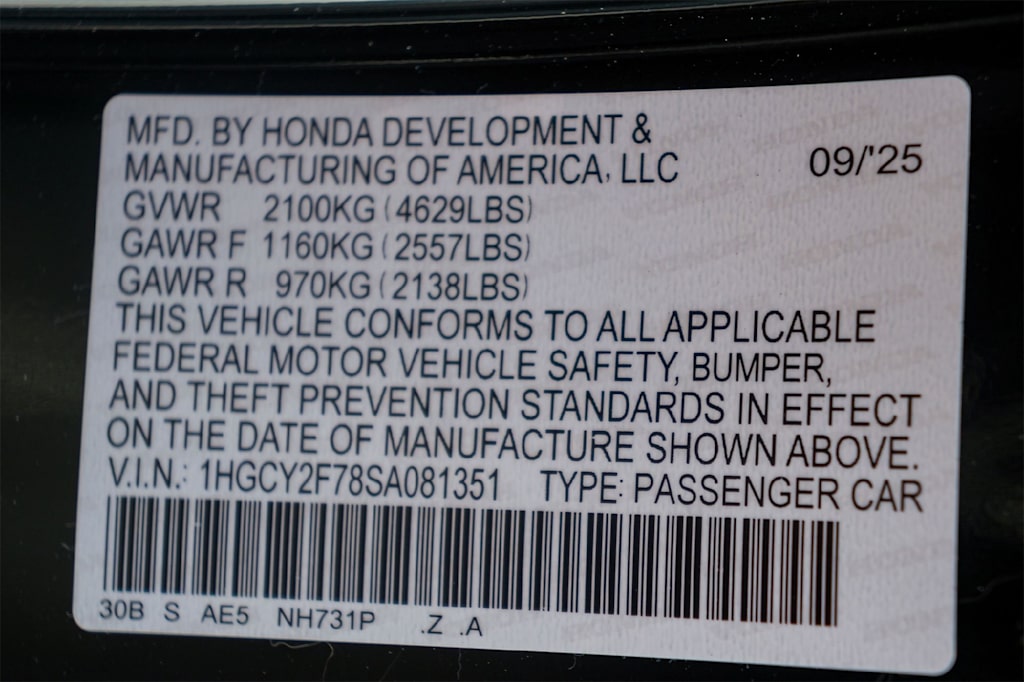 MFD. BY HONDA DEVELOPMENT &
MANUFACTURING OF AMERICA, LLC 09/'25
GVWR 2100KG (4629LBS)
GAWR F 1160KG (2557LBS)
GAWR R 970KG (2138LBS)
THIS VEHICLE CONFORMS TO ALL APPLICABLE
FEDERAL MOTOR VEHICLE SAFETY, BUMPER,
AND THEFT PREVENTION STANDARDS IN EFFECT
ON THE DATE OF MANUFACTURE SHOWN ABOVE.
V.I.N.: 1HGCY2F78SA081351 TYPE: PASSENGER CAR
30B S AE5 NH731P .Z .A